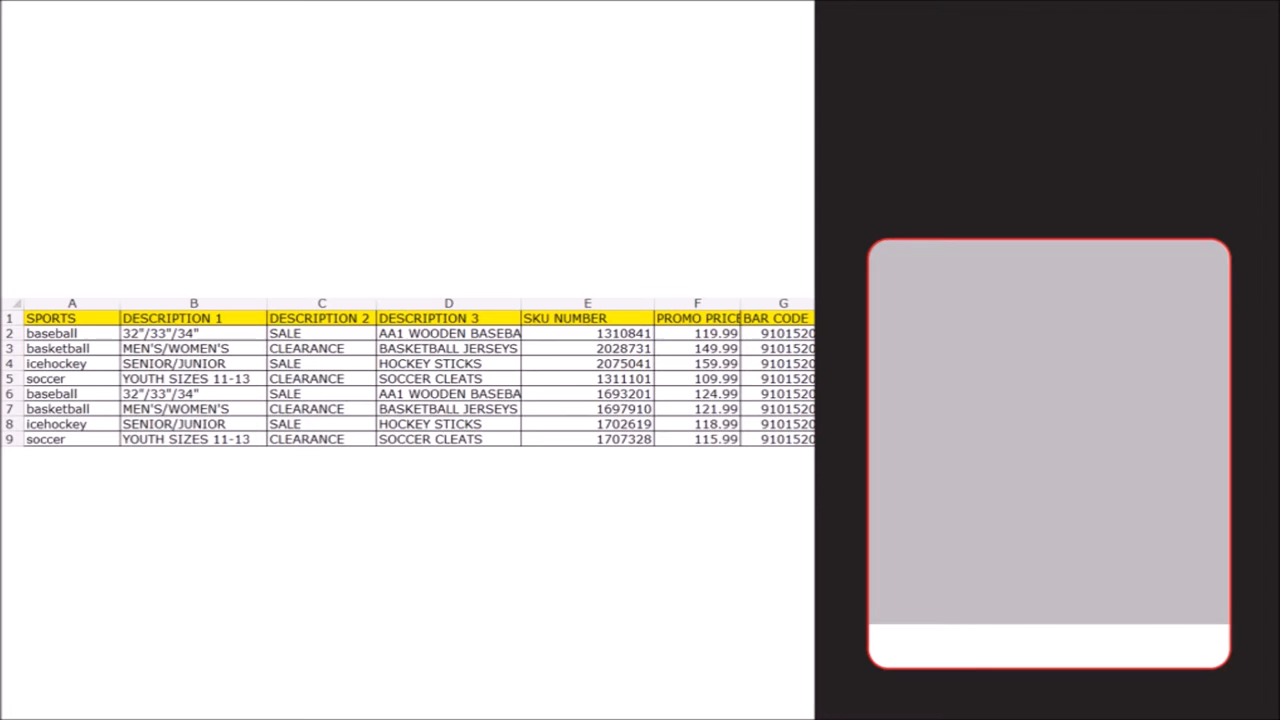 A B C D E F G
1 SPORTS DESCRIPTION 1 DESCRIPTION 2 DESCRIPTION 3 SKU NUMBER PROMO PRICE BAR CODE
2 baseball 32"/33"/34" SALE AA1 WOODEN BASEBA 1310841 119.99 9101520
3 basketball MEN'S/WOMEN'S CLEARANCE BASKETBALL JERSEYS 2028731 149.99 9101520
4 icehockey SENIOR/JUNIOR SALE HOCKEY STICKS 2075041 159.99 9101520
5 soccer YOUTH SIZES 11-13 CLEARANCE SOCCER CLEATS 1311101 109.99 9101520
6 baseball 32"/33"/34" SALE AA1 WOODEN BASEBA 1693201 124.99 9101520
7 basketball MEN'S/WOMEN'S CLEARANCE BASKETBALL JERSEYS 1697910 121.99 9101520
8 icehockey SENIOR/JUNIOR SALE HOCKEY STICKS 1702619 118.99 9101520
9 soccer YOUTH SIZES 11-13 CLEARANCE SOCCER CLEATS 1707328 115.99 9101520